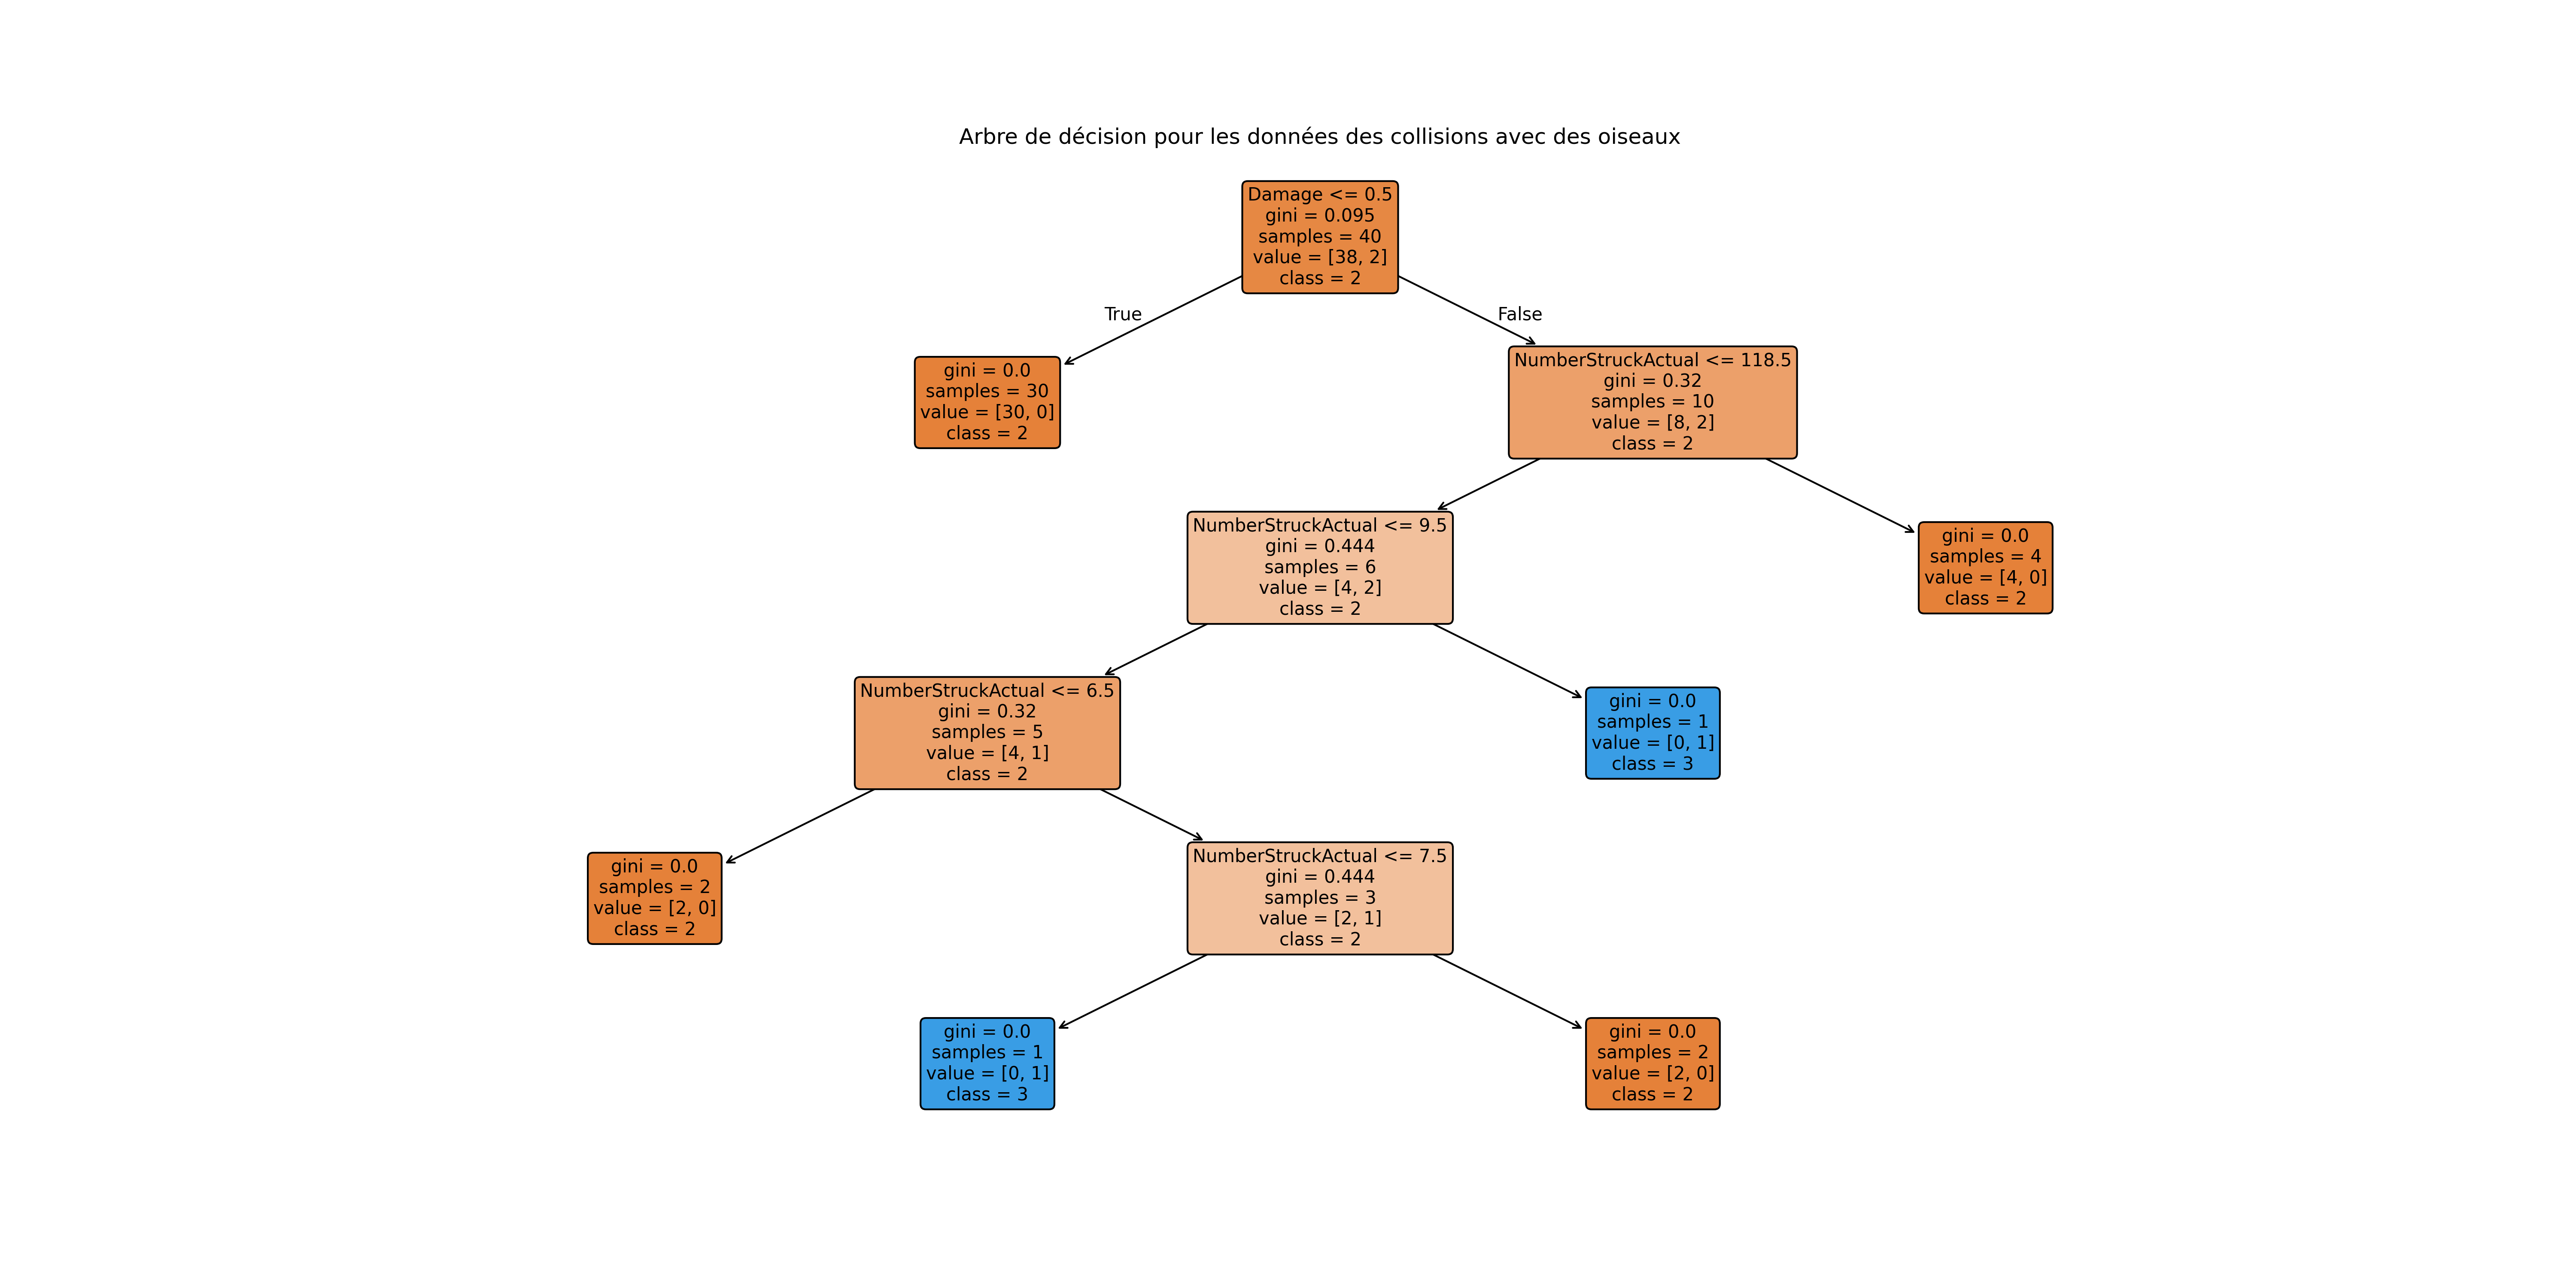 Arbre de décision pour les données des collisions avec des oiseaux
Damage <= 0.5
gini = 0.095
samples = 40
value = [38, 2]
class = 2
True
False
gini = 0.0
samples = 30
value = [30, 0]
class = 2
NumberStruckActual <= 118.5
gini = 0.32
samples = 10
value = [8, 2]
class = 2
NumberStruckActual <= 9.5
gini = 0.444
samples = 6
value = [4, 2]
class = 2
gini = 0.0
samples = 4
value = [4, 0]
class = 2
NumberStruckActual <= 6.5
gini = 0.32
samples = 5
value = [4, 1]
class = 2
gini = 0.0
samples = 1
value = [0, 1]
class = 3
gini = 0.0
samples = 2
value = [2, 0]
class = 2
NumberStruckActual <= 7.5
gini = 0.444
samples = 3
value = [2, 1]
class = 2
gini = 0.0
samples = 1
value = [0, 1]
class = 3
gini = 0.0
samples = 2
value = [2, 0]
class = 2